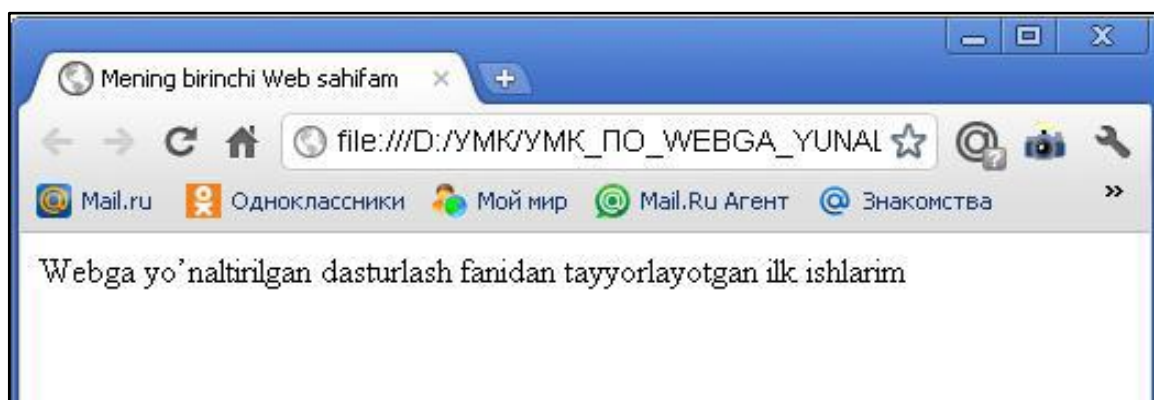 Mening birinchi Web sahifam
file:///D:/УМК/УМК_ПО_WEBGA_YUNAL
Mail.ru Одноклассники Мой мир Mail.Ru Агент Знакомства »
Webga yo’naltirilgan dasturlash fanidan tayyorlayotgan ilk ishlarim